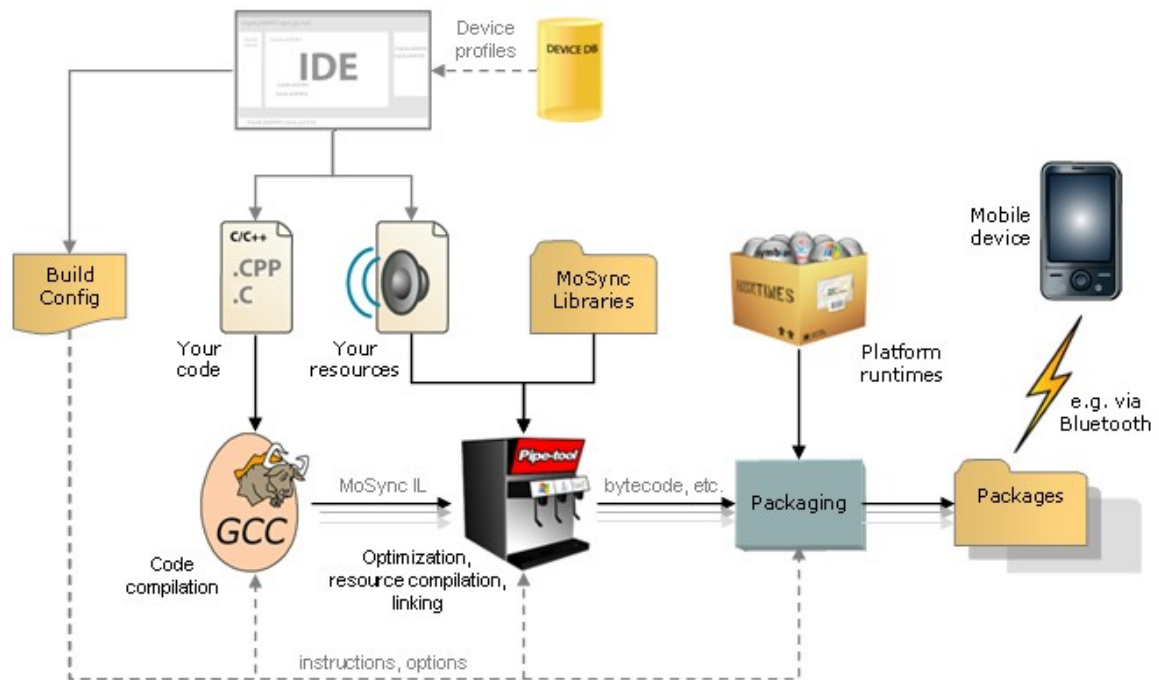 Device
profiles
IDE
DEVICE DB
Build
Config
C/C++
.CPP
.C
Your
code
Your
resources
MoSync
Libraries
Platform
runtimes
Mobile
device
e.g. via
Bluetooth
GCC
Code
compilation
MoSync IL
Pipe-tool
Optimization,
resource compilation,
linking
bytecode, etc.
Packaging
Packages
instructions, options